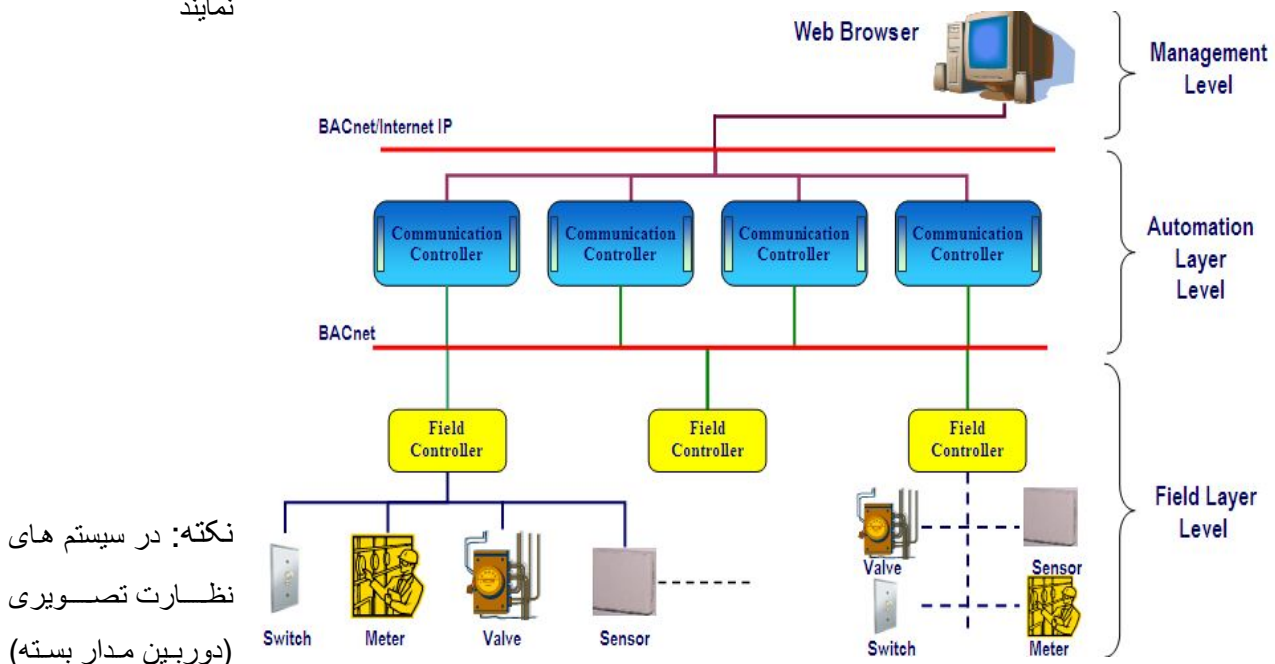 نمایند
Web Browser
Management
Level
BACnet/Internet IP
Communication
Controller
Communication
Controller
Communication
Controller
Communication
Controller
Automation
Layer
Level
BACnet
Field
Controller
Field
Controller
Field
Controller
Field Layer
Level
Switch
Meter
Valve
Sensor
Valve
Sensor
Switch
Meter
نکته: در سیستم های
نظــــارت تصـــــویری
(دوربین مدار بسته)